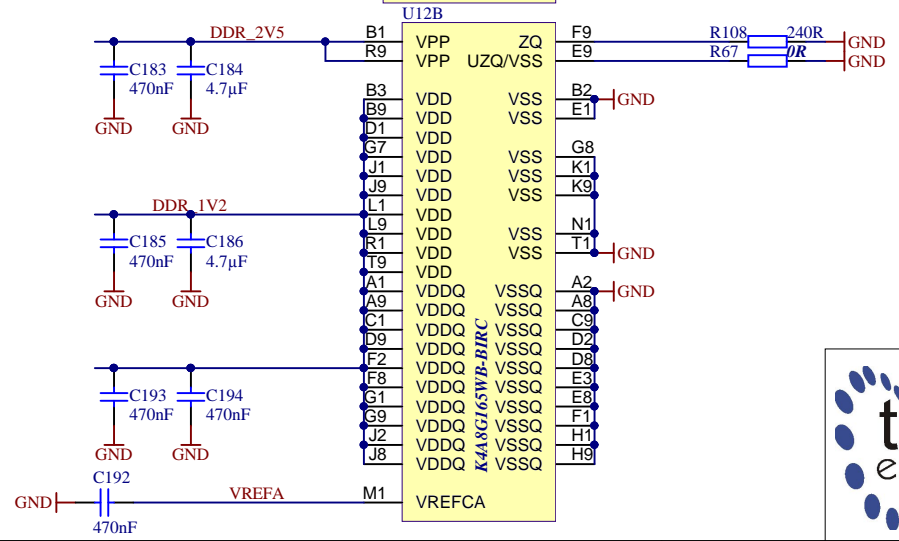 U12B
DDR_2V5 B1 VPP ZQ F9 R108 240R GND
R9 VPP UZQ/VSS E9 R67 0R GND
C183 C184
470nF 4.7µF
GND GND
B3 VDD VSS B2 GND
B9 VDD VSS E1
D1 VDD
G7 VDD VSS G8
J1 VDD VSS K1
J9 VDD VSS K9
DDR_1V2 L1 VDD
L9 VDD VSS N1
R1 VDD VSS T1 GND
T9 VDD
C185 C186
470nF 4.7µF
GND GND
A1 VDDQ VSSQ A2 GND
A9 VDDQ VSSQ A8
C1 VDDQ VSSQ C9
D9 VDDQ VSSQ D2
F2 VDDQ VSSQ D8
F8 VDDQ VSSQ E3
G1 VDDQ VSSQ E8
G9 VDDQ VSSQ F1
J2 VDDQ VSSQ H1
J8 VDDQ VSSQ H9
C193 C194
470nF 470nF
GND GND
K4A8G165WB-BIRC
C192
GND VREFA M1 VREFCA
470nF
t
e